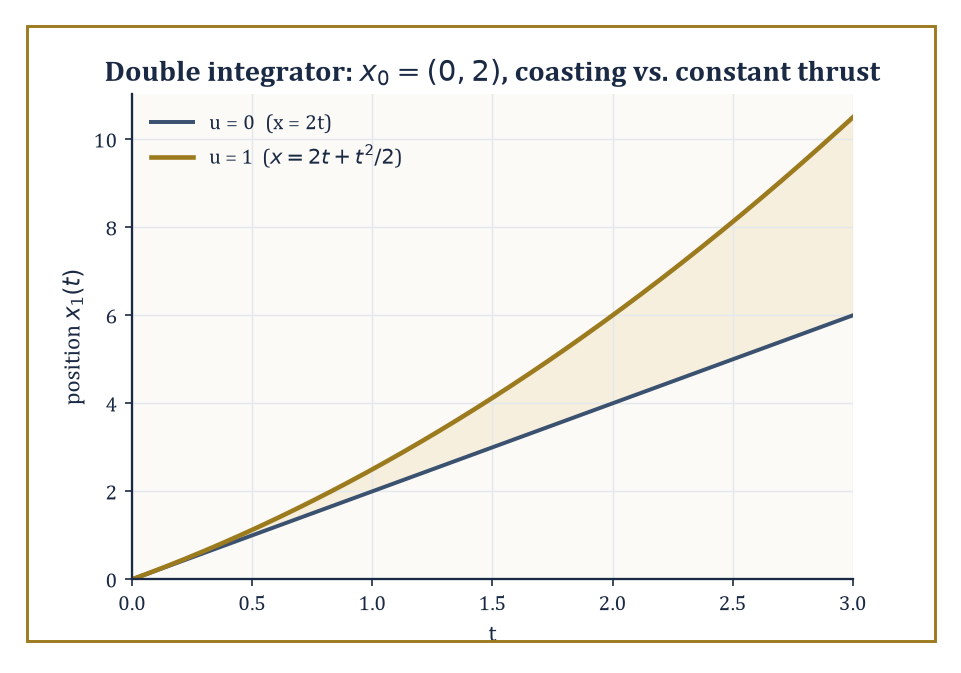 Double integrator: x₀ = (0, 2), coasting vs. constant thrust
u = 0 (x = 2t)
u = 1 (x = 2t + t²/2)
position x₁(t)
10
8
6
4
2
0
0.0 0.5 1.0 1.5 2.0 2.5 3.0
t